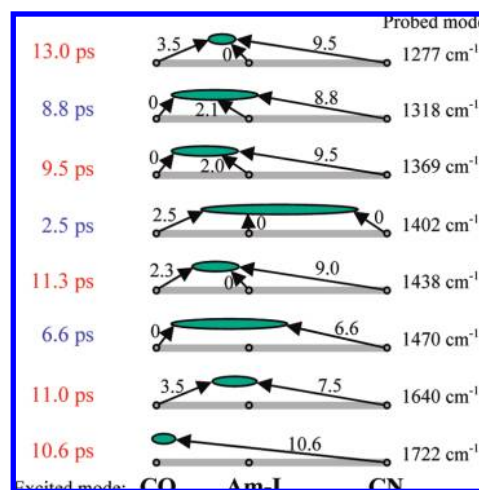 Probed mode
13.0 ps 3.5 0 9.5 1277 cm⁻¹
8.8 ps 0 2.1 8.8 1318 cm⁻¹
9.5 ps 0 2.0 9.5 1369 cm⁻¹
2.5 ps 2.5 0 0 1402 cm⁻¹
11.3 ps 2.3 0 9.0 1438 cm⁻¹
6.6 ps 0 6.6 1470 cm⁻¹
11.0 ps 3.5 7.5 1640 cm⁻¹
10.6 ps 10.6 1722 cm⁻¹
Excited mode: CO Am-I CN